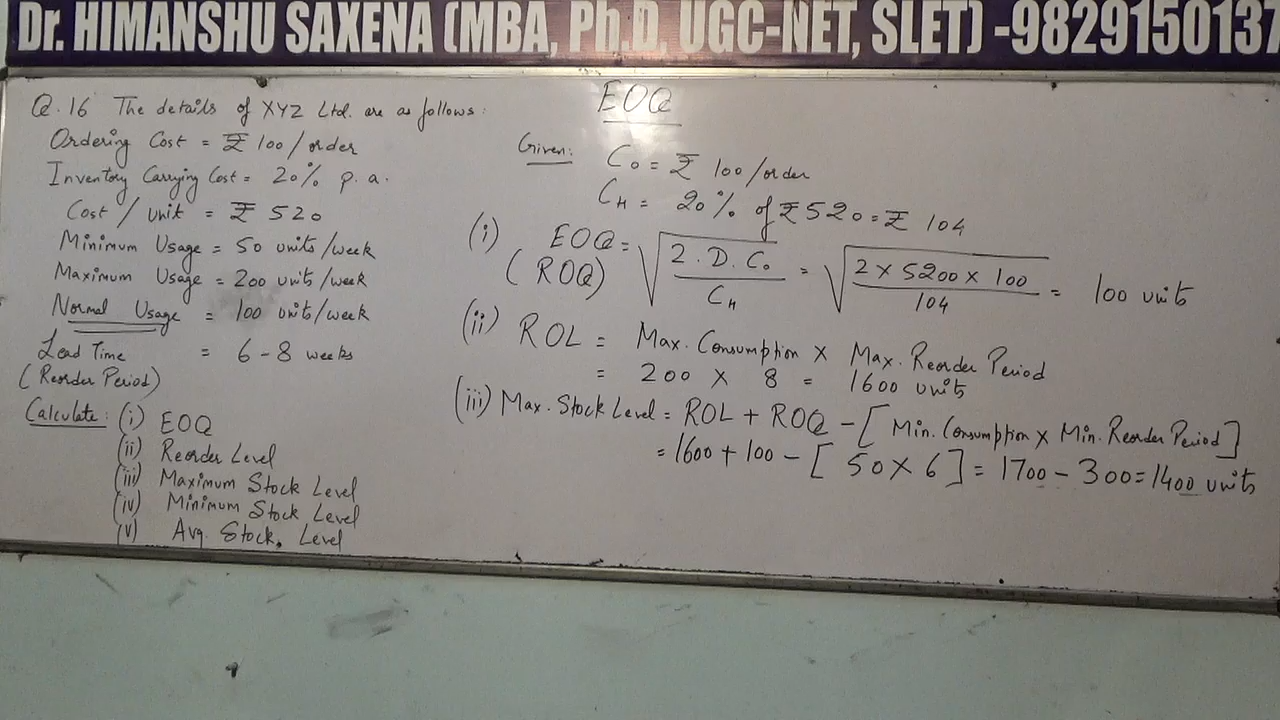 Dr. HIMANSHU SAXENA (MBA, Ph.D, UGC-NET, SLET) -9829150137
EOQ
Q.16 The details of XYZ Ltd. are as follows:
Ordering Cost = ₹ 100/order
Inventory Carrying Cost = 20% p.a.
Cost/Unit = ₹ 520
Minimum Usage = 50 units/week
Maximum Usage = 200 units/week
Normal Usage = 100 units/week
Lead Time = 6-8 weeks
(Reorder Period)
Calculate: (i) EOQ
(ii) Reorder Level
(iii) Maximum Stock Level
(iv) Minimum Stock Level
(v) Avg. Stock. Level
Given: C₀ = ₹ 100/order
C_H = 20% of ₹520 = ₹ 104
(i) EOQ = √(2.D.C₀ / C_H) = √(2×5200×100 / 104) = 100 units
(ROQ)
(ii) ROL = Max. Consumption × Max. Reorder Period
= 200 × 8 = 1600 units
(iii) Max. Stock Level = ROL + ROQ - [Min. Consumption × Min. Reorder Period]
= 1600 + 100 - [50 × 6] = 1700 - 300 = 1400 units